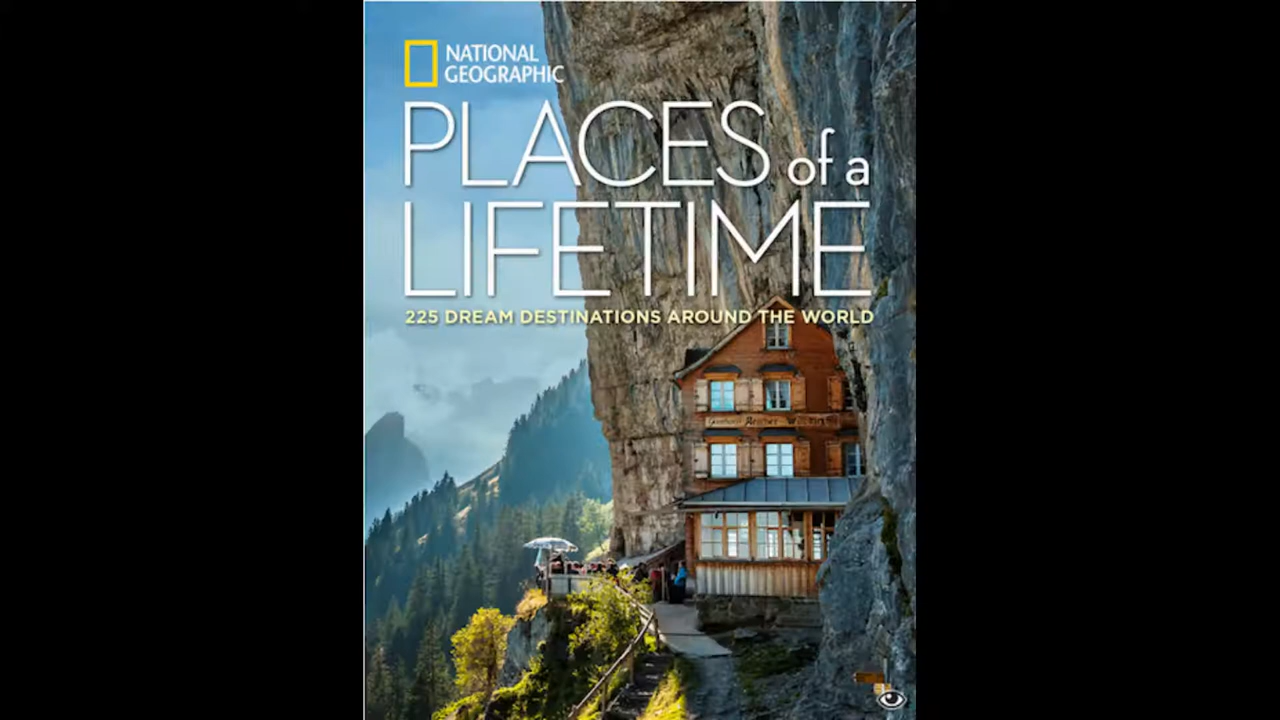 NATIONAL
GEOGRAPHIC
PLACES of a
LIFETIME
225 DREAM DESTINATIONS AROUND THE WORLD